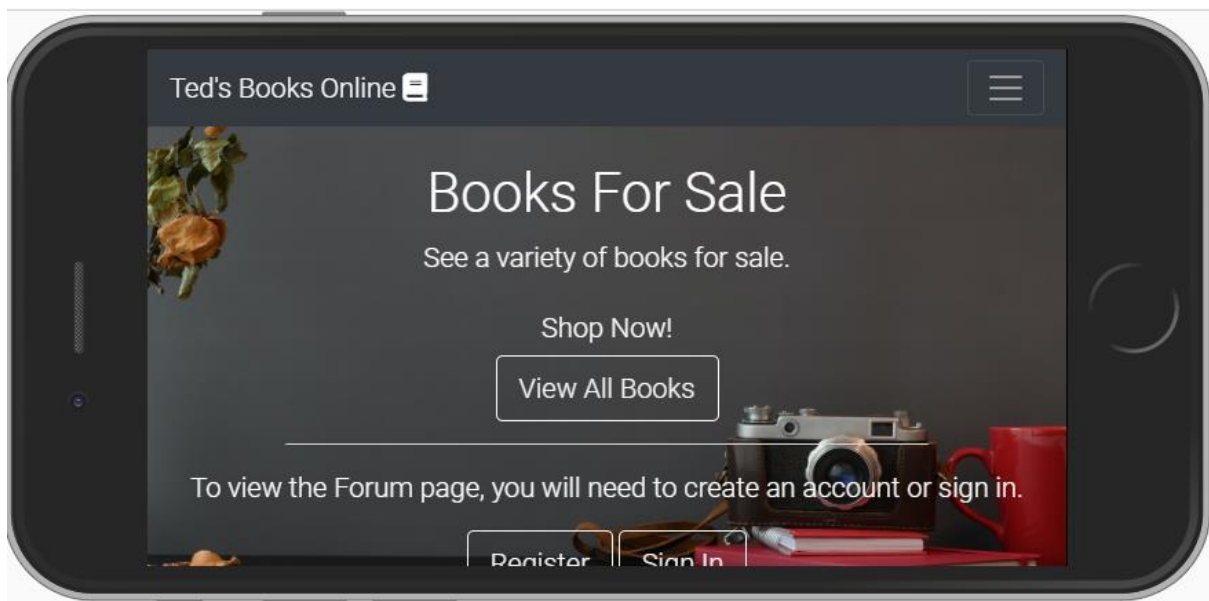 Ted's Books Online
Books For Sale
See a variety of books for sale.
Shop Now!
View All Books
To view the Forum page, you will need to create an account or sign in.
Register Sign In